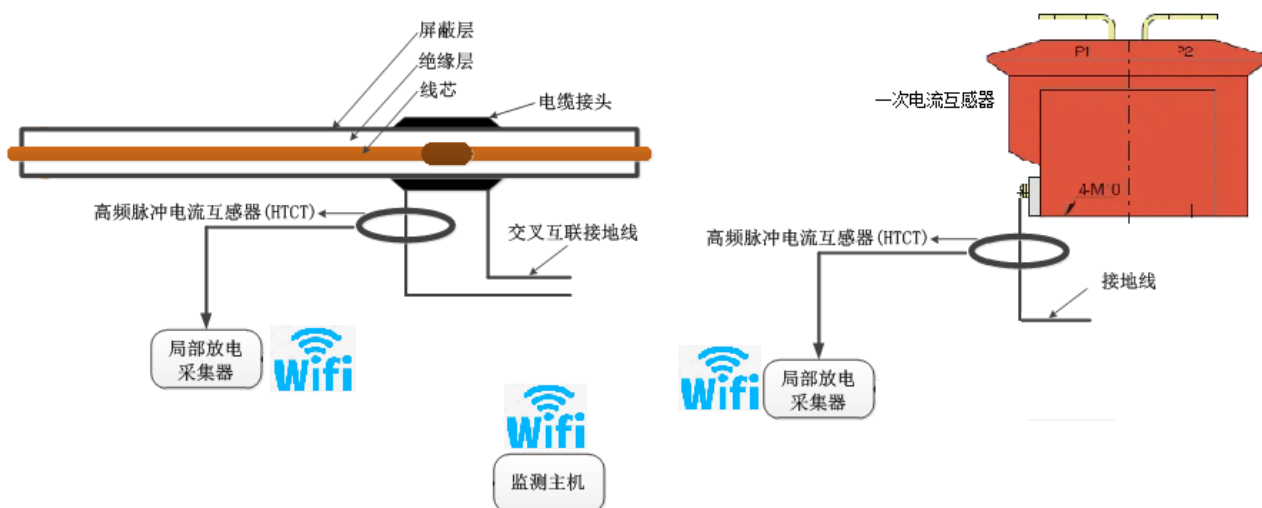 屏蔽层
绝缘层
线芯
电缆接头
高频脉冲电流互感器(HTCT)
交叉互联接地线
局部放电
采集器
Wifi
Wifi
监测主机
P1
P2
一次电流互感器
4-M10
高频脉冲电流互感器(HTCT)
接地线
Wifi
局部放电
采集器